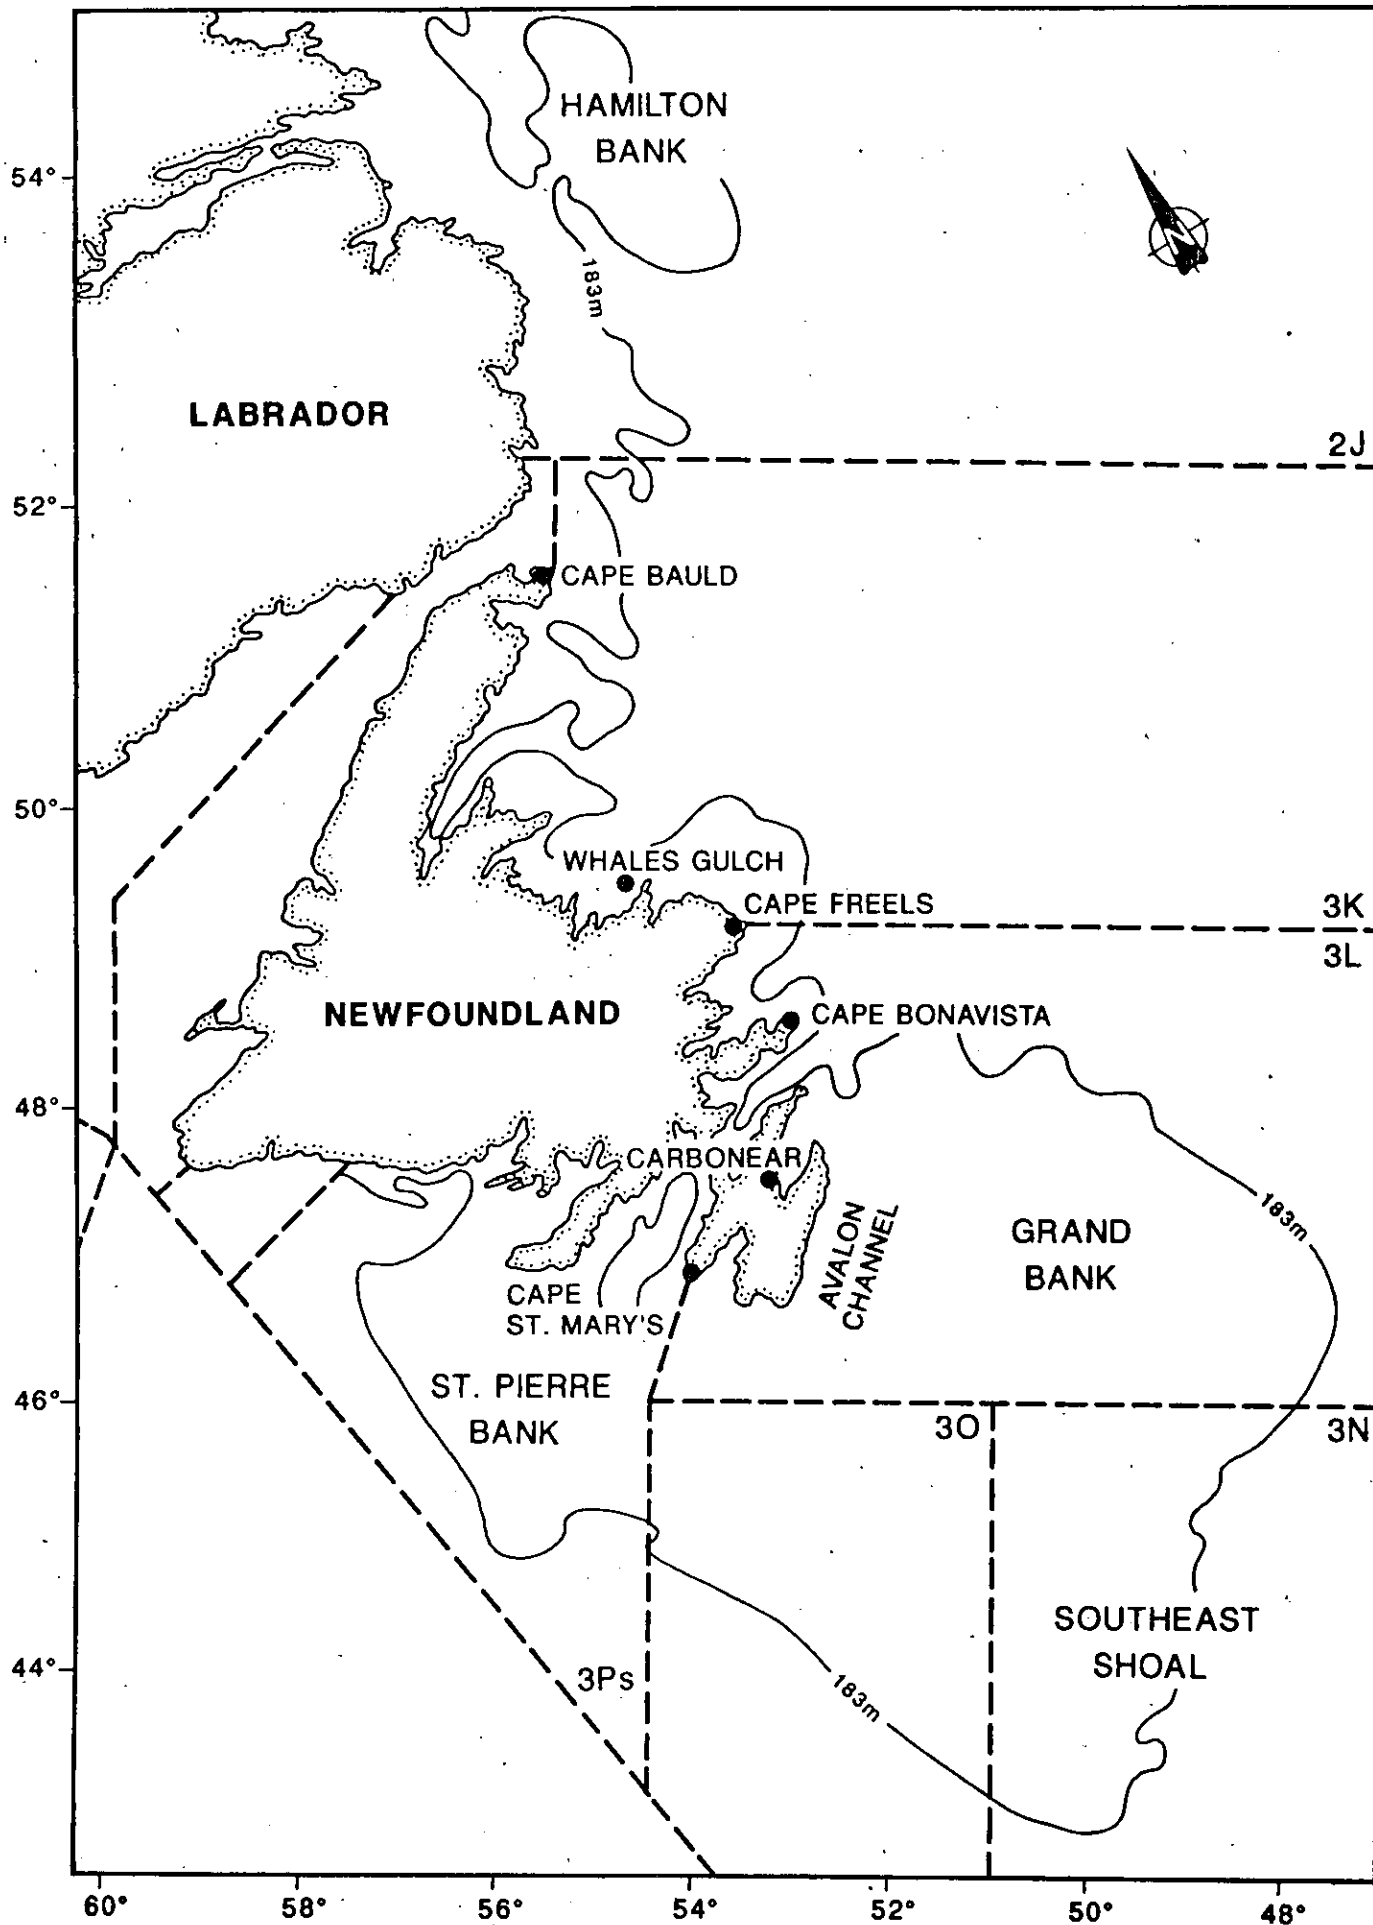 HAMILTON
BANK
54°
183m
LABRADOR
2J
52°
CAPE BAULD
50°
WHALES GULCH
CAPE FREELS
3K
3L
NEWFOUNDLAND
CAPE BONAVISTA
48°
CARBONEAR
183m
AVALON
CHANNEL
GRAND
BANK
CAPE
ST. MARY'S
ST. PIERRE
BANK
46°
3O
3N
SOUTHEAST
SHOAL
44°
3Ps
183m
60°
58°
56°
54°
52°
50°
48°